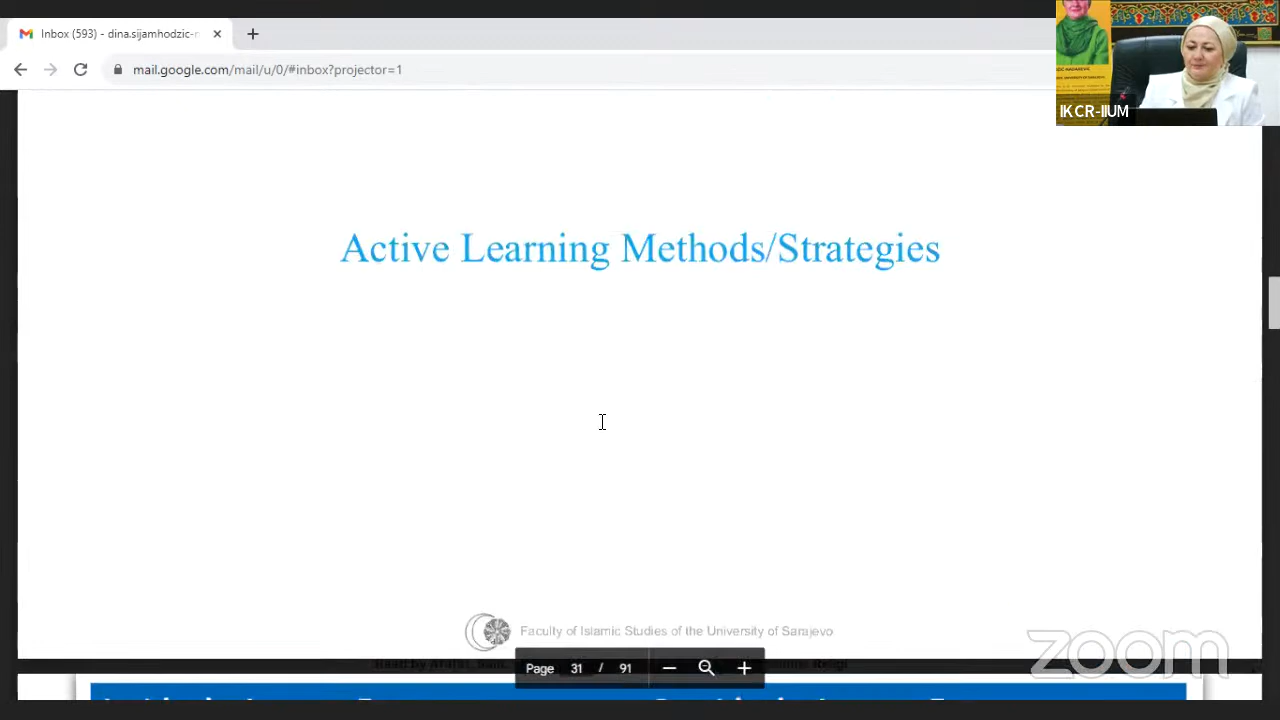 Inbox (593) - dina.sijamhodzic-r
mail.google.com/mail/u/0/#inbox?projector=1
IKCR-IIUM
Active Learning Methods/Strategies
Faculty of Islamic Studies of the University of Sarajevo
Page 31 / 91
zoom